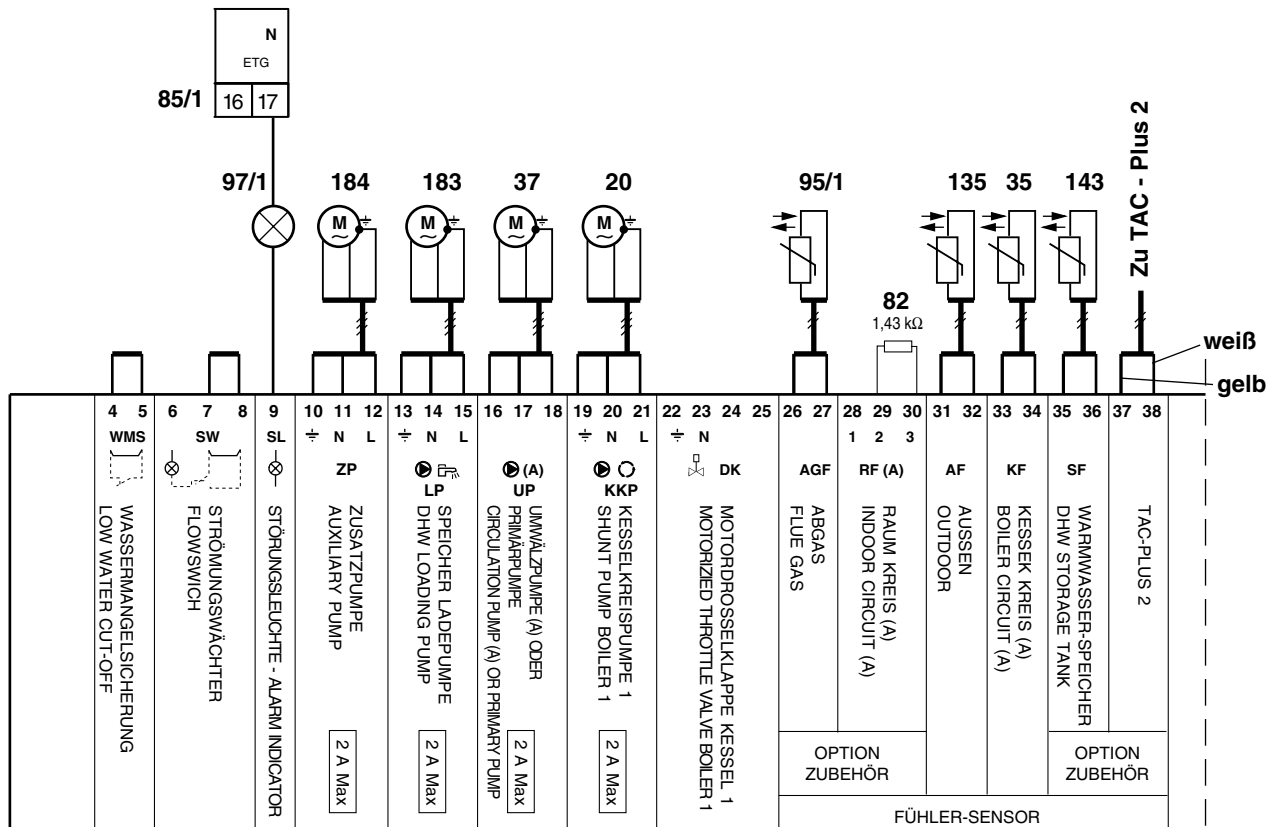 N
ETG
85/1 16 17
97/1 184 183 37 20 95/1 135 35 143
Zu TAC - Plus 2
M M M M
~ ~ ~ ~
82
1,43 kΩ
weiß
gelb
4 5 6 7 8 9 10 11 12 13 14 15 16 17 18 19 20 21 22 23 24 25 26 27 28 29 30 31 32 33 34 35 36 37 38
WMS SW SL N L N L N L N 1 2 3
ZP (A) DK AGF RF (A) AF KF SF
LP UP KKP
WASSERMANGELSICHERUNG
LOW WATER CUT-OFF
STRÖMUNGSWÄCHTER
FLOWSWICH
STÖRUNGSLEUCHTE - ALARM INDICATOR
ZUSATZPUMPE
AUXILIARY PUMP
2 A Max
SPEICHER LADEPUMPE
DHW LOADING PUMP
2 A Max
UMWÄLZPUMPE (A) ODER
PRIMÄRPUMPE
CIRCULATION PUMP (A) OR PRIMARY PUMP
2 A Max
KESSELKREISPUMPE 1
SHUNT PUMP BOILER 1
2 A Max
MOTORDROSSELKLAPPE KESSEL 1
MOTORIZIED THROTTLE VALVE BOILER 1
ABGAS
FLUE GAS
RAUM KREIS (A)
INDOOR CIRCUIT (A)
AUSSEN
OUTDOOR
KESSEK KREIS (A)
BOILER CIRCUIT (A)
WARMWASSER-SPEICHER
DHW STORAGE TANK
TAC-PLUS 2
OPTION
ZUBEHÖR
OPTION
ZUBEHÖR
FÜHLER-SENSOR